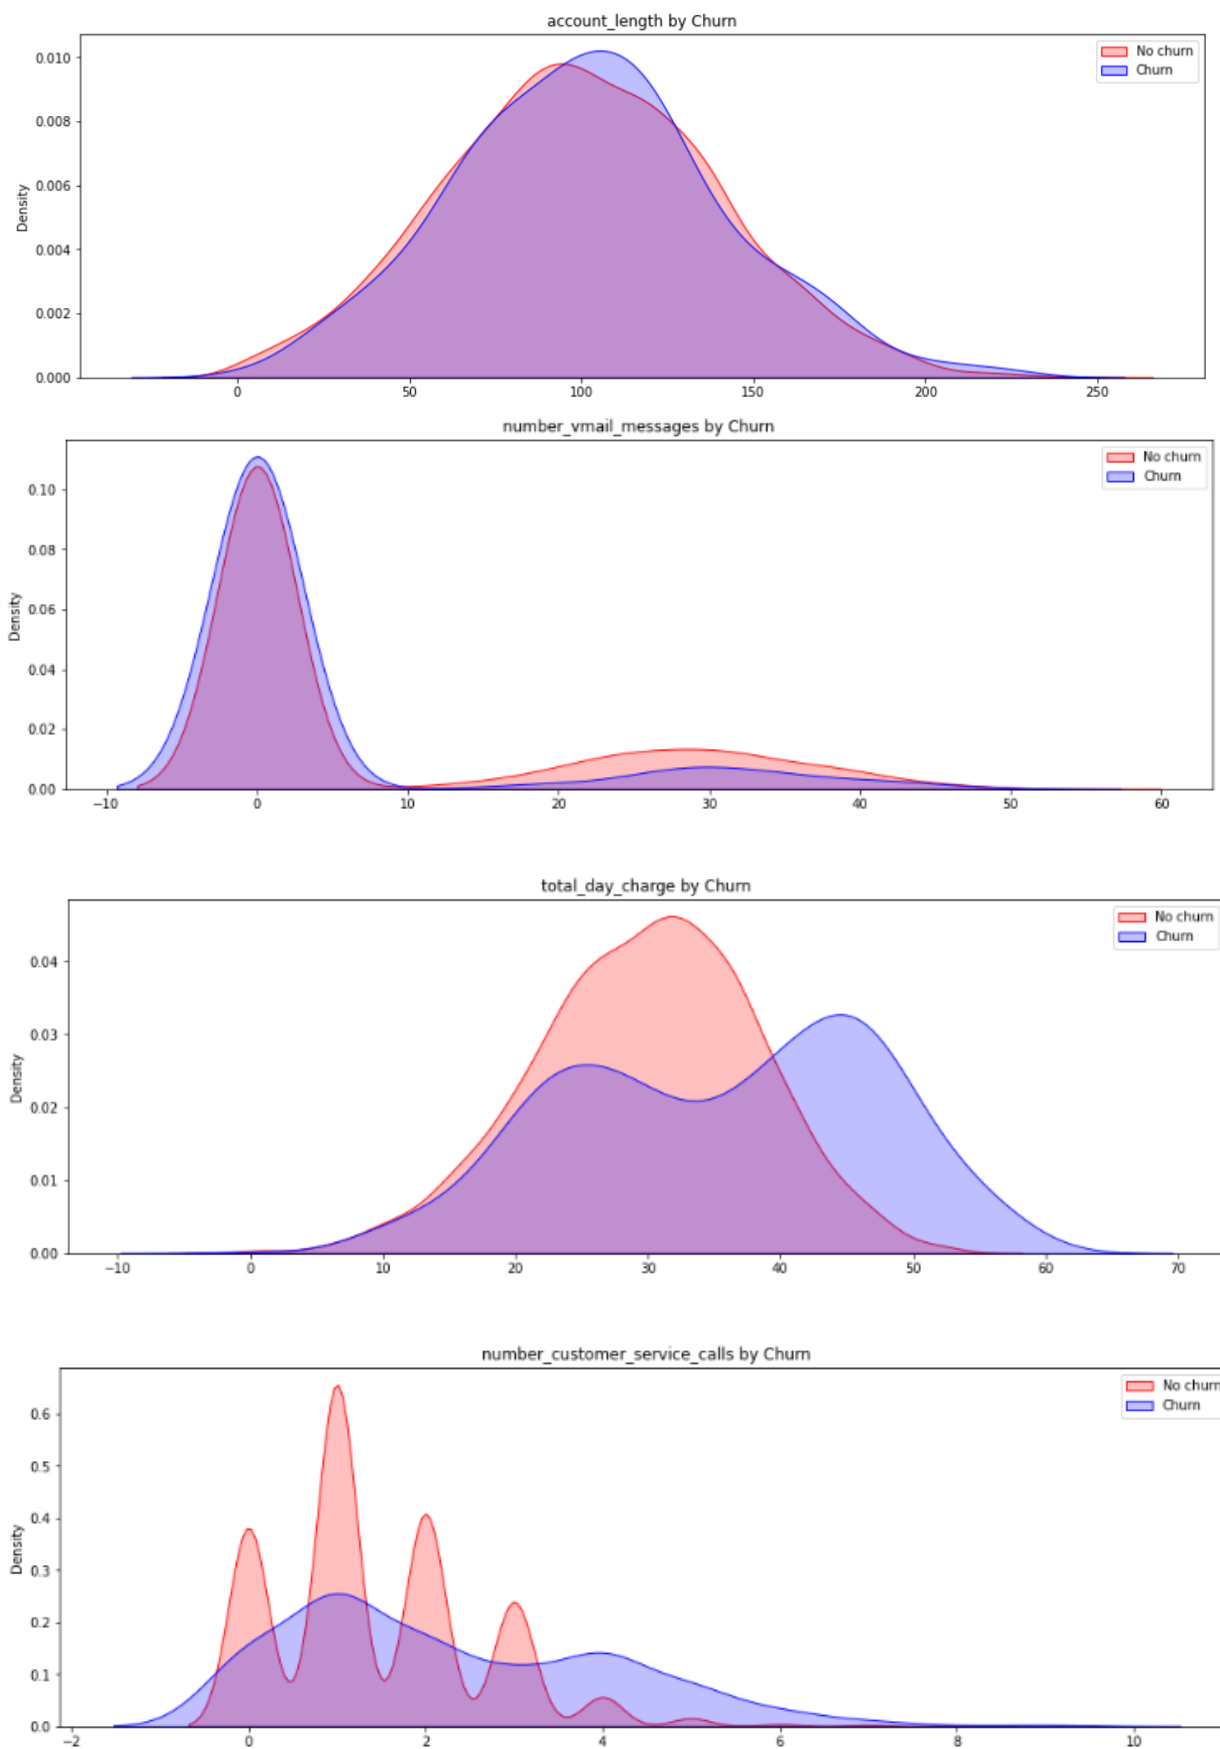 account_length by Churn
No churn
Churn
Density
0.010
0.008
0.006
0.004
0.002
0.000
0 50 100 150 200 250
number_vmail_messages by Churn
No churn
Churn
Density
0.10
0.08
0.06
0.04
0.02
0.00
−10 0 10 20 30 40 50 60
total_day_charge by Churn
No churn
Churn
Density
0.04
0.03
0.02
0.01
0.00
−10 0 10 20 30 40 50 60 70
number_customer_service_calls by Churn
No churn
Churn
Density
0.6
0.5
0.4
0.3
0.2
0.1
0.0
−2 0 2 4 6 8 10